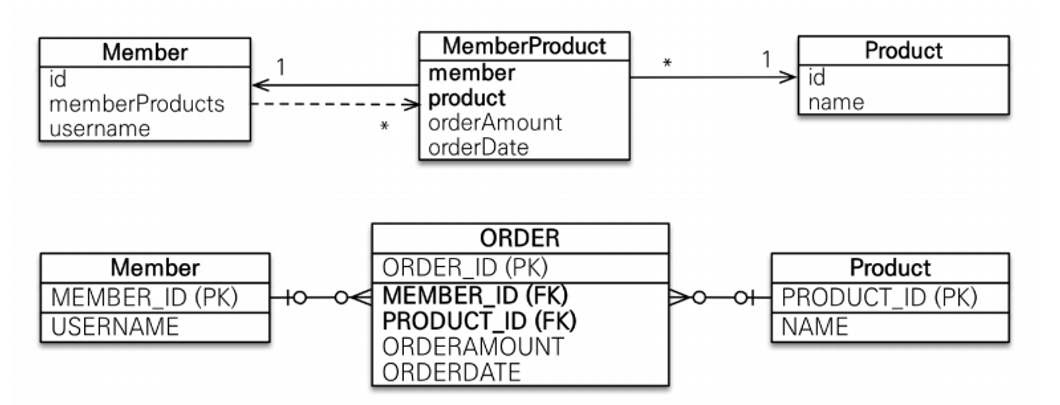 Member
id
memberProducts
username
1
*
MemberProduct
member
product
orderAmount
orderDate
*
1
Product
id
name
Member
MEMBER_ID (PK)
USERNAME
ORDER
ORDER_ID (PK)
MEMBER_ID (FK)
PRODUCT_ID (FK)
ORDERAMOUNT
ORDERDATE
Product
PRODUCT_ID (PK)
NAME